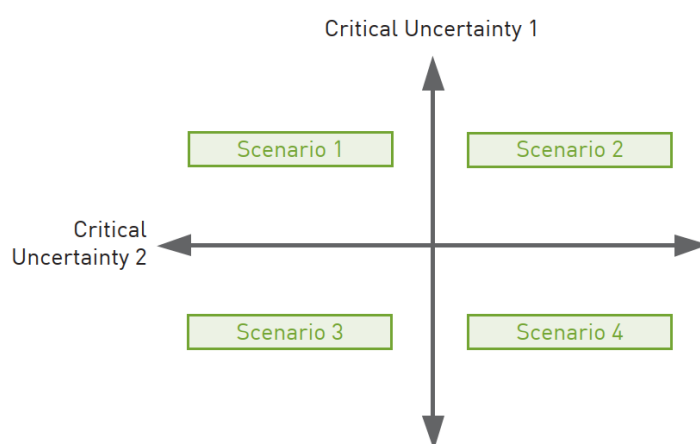 Critical Uncertainty 1
Scenario 1
Scenario 2
Critical
Uncertainty 2
Scenario 3
Scenario 4